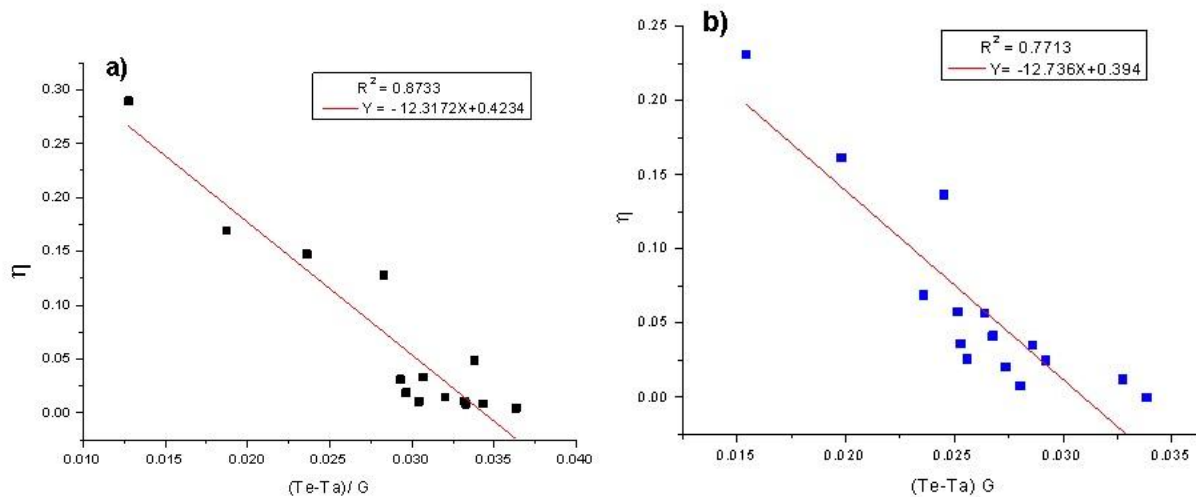 a)
R² = 0.8733
Y = -12.3172X+0.4234
0.30
0.25
0.20
0.15
0.10
0.05
0.00
η
0.010
0.015
0.020
0.025
0.030
0.035
0.040
(Te-Ta)/ G
b)
R² = 0.7713
Y= -12.736X+0.394
0.25
0.20
0.15
0.10
0.05
0.00
η
0.015
0.020
0.025
0.030
(Te-Ta) G